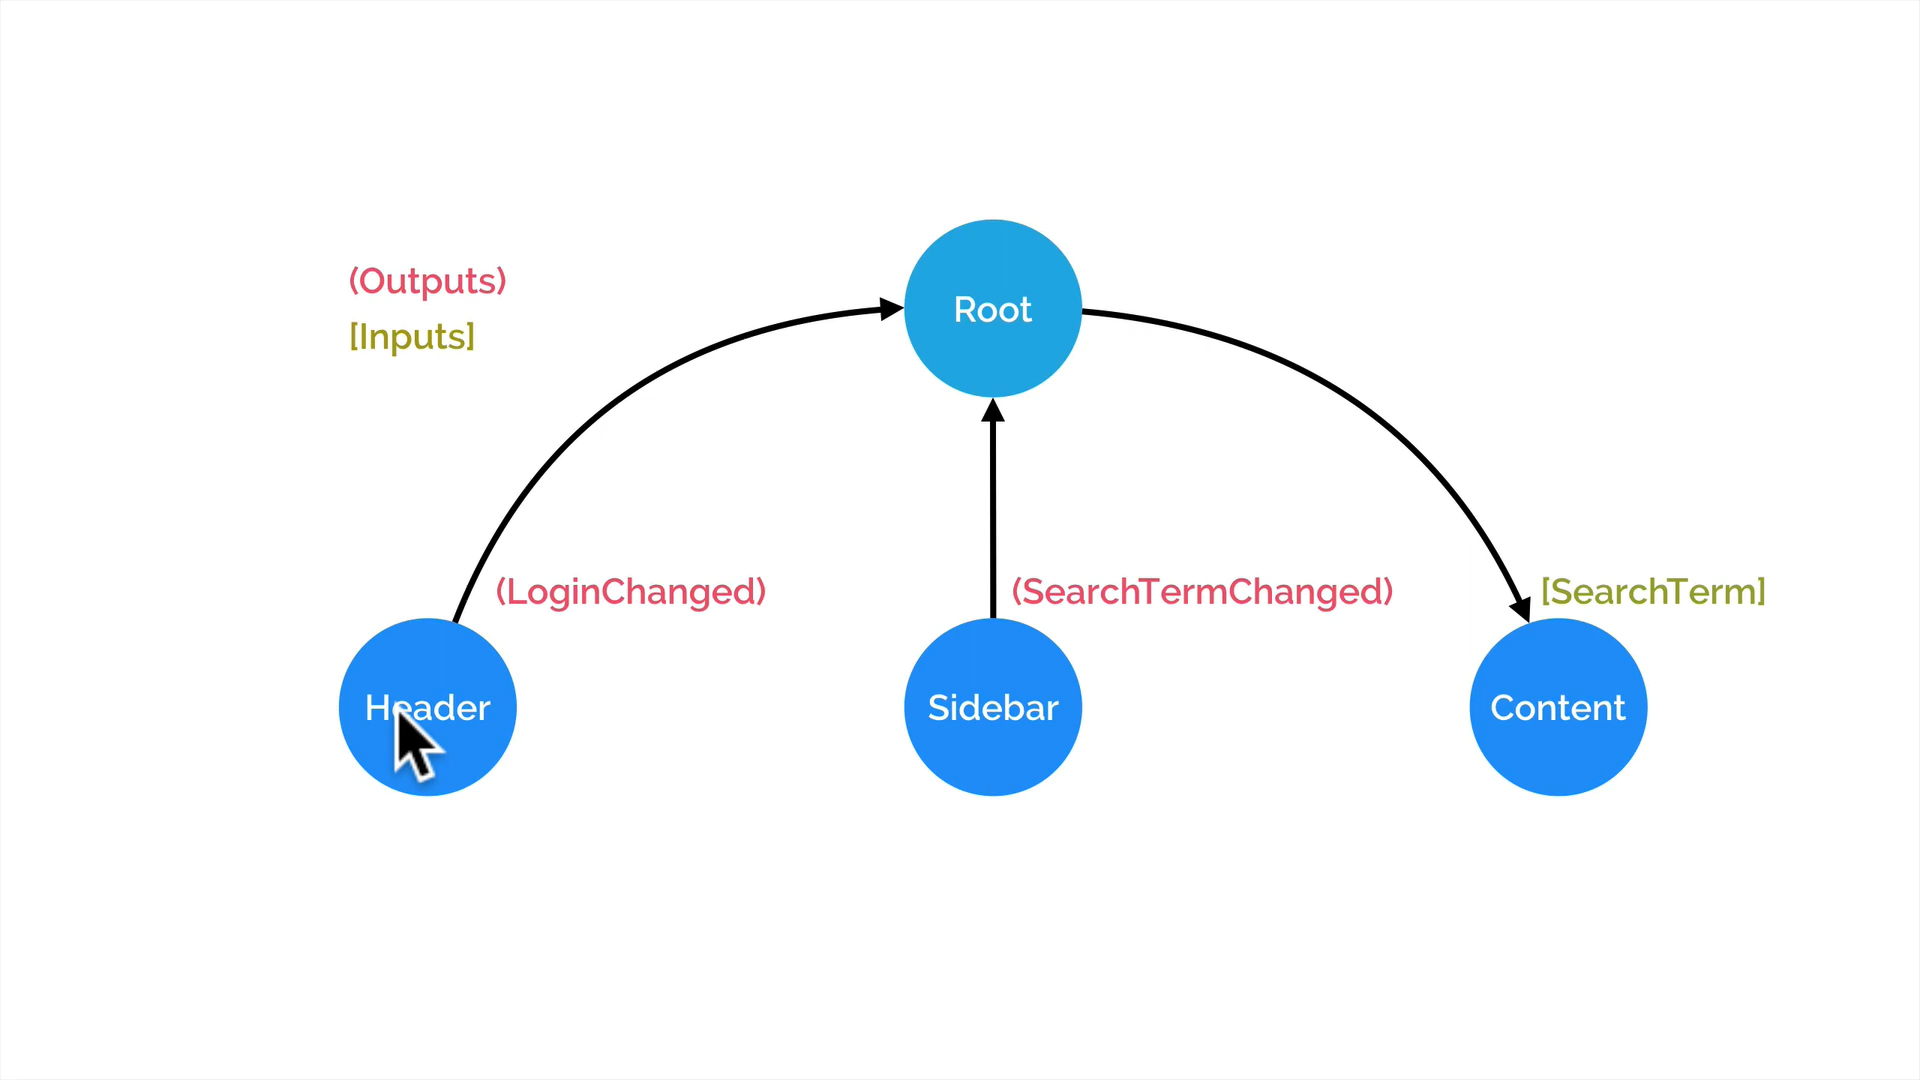 (Outputs)
[Inputs]
Root
(LoginChanged)
(SearchTermChanged)
[SearchTerm]
Header
Sidebar
Content